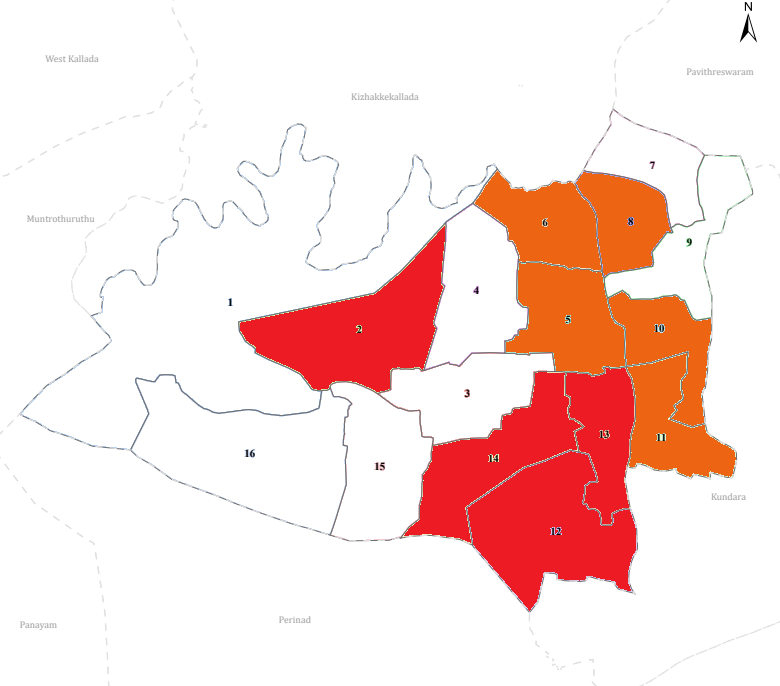 N
West Kallada
Pavithreswaram
Kizhakkekallada
7
Muntrothuruthu
6
8
9
4
1
5
2
10
3
13
11
16
14
15
Kundara
12
Perinad
Panayam